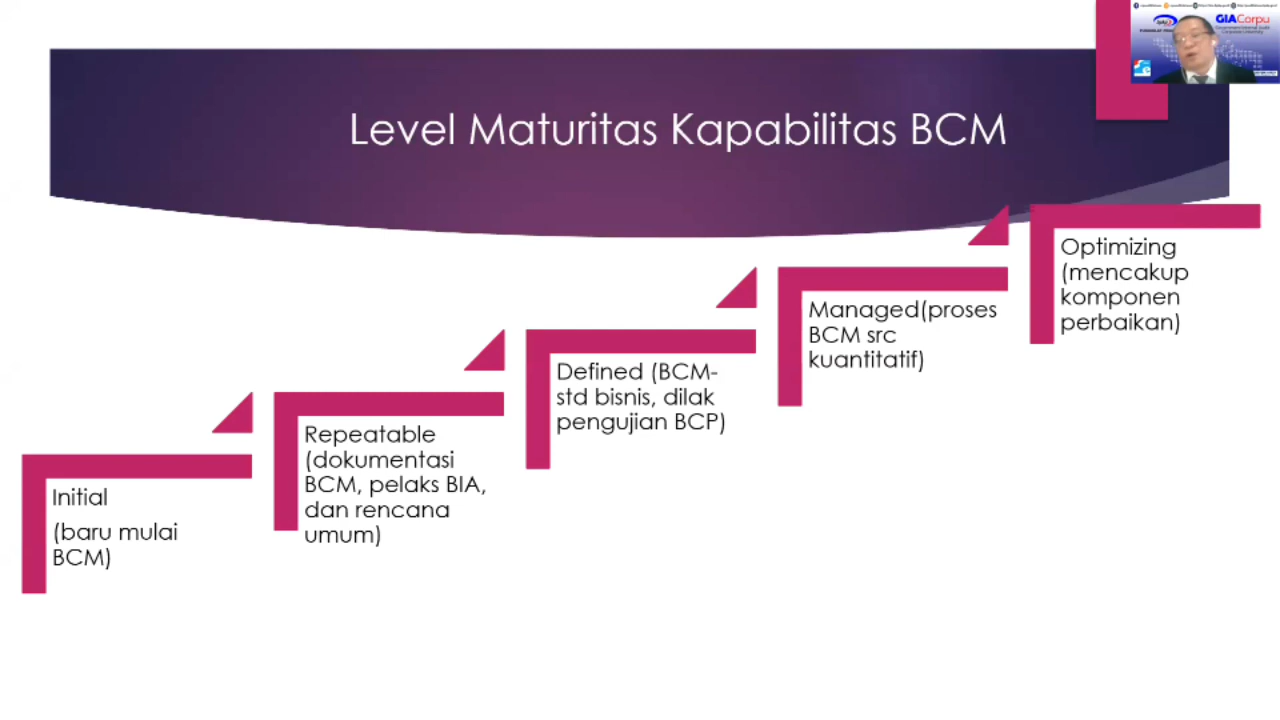 GIACorpu
Level Maturitas Kapabilitas BCM
Initial
(baru mulai
BCM)
Repeatable
(dokumentasi
BCM, pelaks BIA,
dan rencana
umum)
Defined (BCM-
std bisnis, dilak
pengujian BCP)
Managed(proses
BCM src
kuantitatif)
Optimizing
(mencakup
komponen
perbaikan)